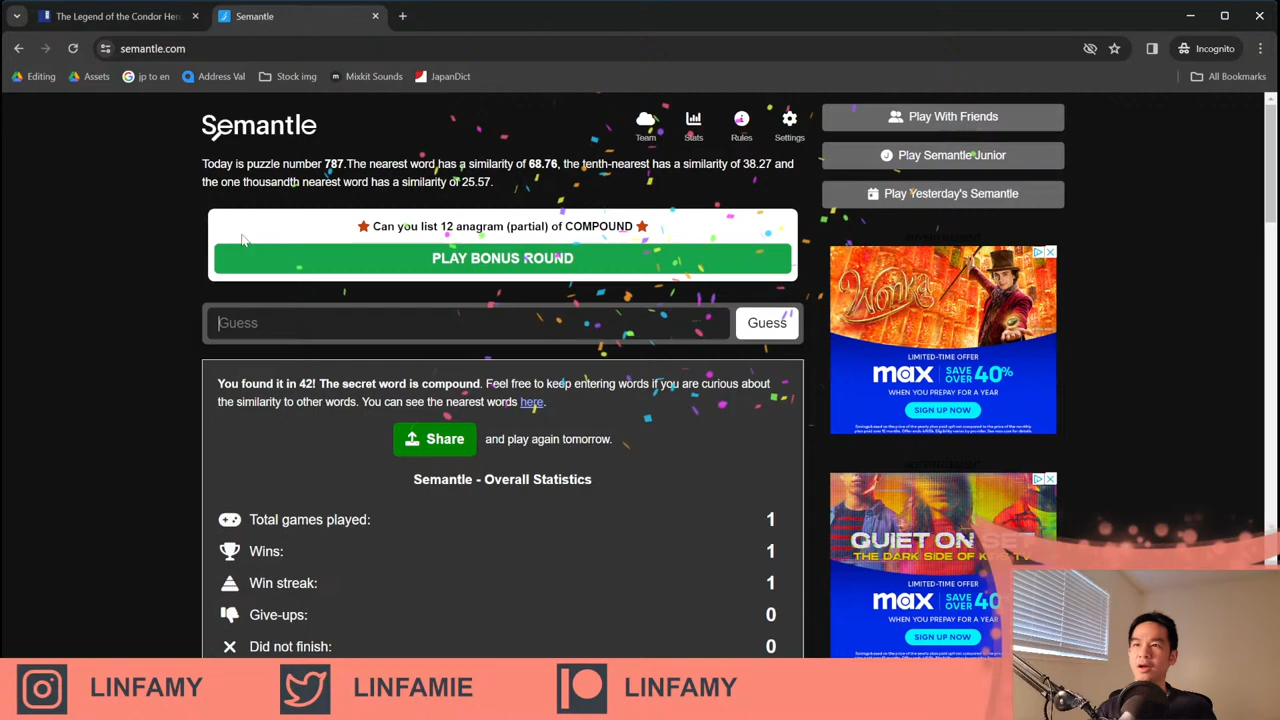 The Legend of the Condor Her
Semantle
semantle.com
Incognito
Editing
Assets
jp to en
Address Val
Stock img
Mixkit Sounds
JapanDict
All Bookmarks
Semantle
Team
Stats
Rules
Settings
Play With Friends
Today is puzzle number 787.The nearest word has a similarity of 68.76, the tenth-nearest has a similarity of 38.27 and
the one thousandth nearest word has a similarity of 25.57.
Play Semantle Junior
Play Yesterday's Semantle
Can you list 12 anagram (partial) of COMPOUND
PLAY BONUS ROUND
Guess
Guess
You found it in 42! The secret word is compound. Feel free to keep entering words if you are curious about
the similarity to other words. You can see the nearest words here.
Share
and play again tomorrow.
Semantle - Overall Statistics
Total games played:
1
Wins:
1
Win streak:
1
Give-ups:
0
Did not finish:
0
Wonka
LIMITED-TIME OFFER
max
SAVE
OVER
40%
WHEN YOU PREPAY FOR A YEAR
SIGN UP NOW
QUIET ON SET
THE DARK SIDE OF KIDS TV
LIMITED-TIME OFFER
max
SAVE
OVER
40
WHEN YOU PREPAY FOR A YEAR
SIGN UP NOW
LINFAMY
LINFAMIE
LINFAMY